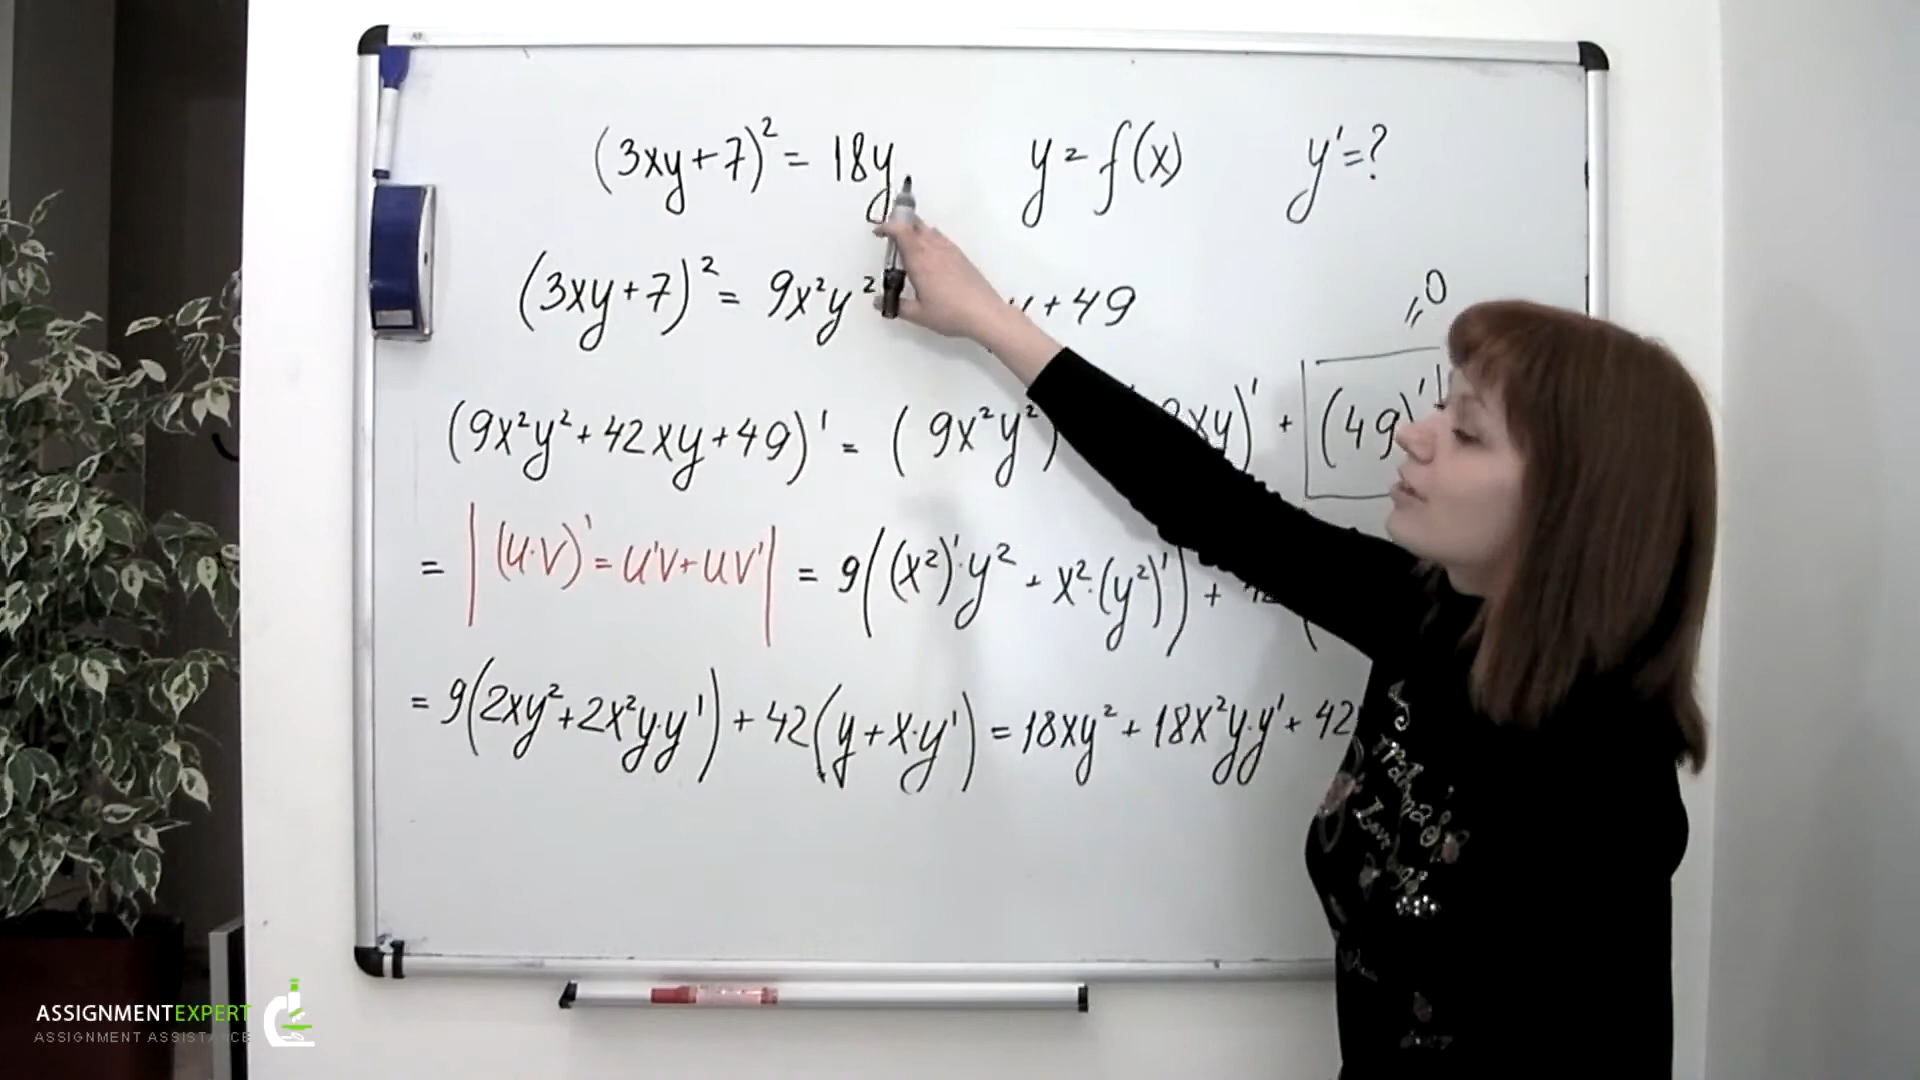 (3xy+7)² = 18y   y = f(x)   y' = ?
(3xy+7)² = 9x²y² y + 49
"0
(9x²y² + 42xy + 49)' = (9x²y²) xy)' + (49)'
= | (u·v)' = u'v + uv' | = 9((x²)'·y² + x²·(y²)') +
= 9(2xy² + 2x²y·y') + 42(y + x·y') = 18xy² + 18x²y·y' + 42
ASSIGNMENTEXPERT
ASSIGNMENT ASSISTANCE